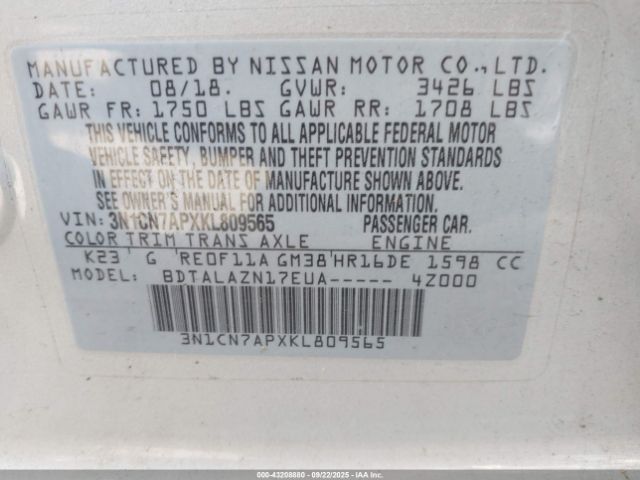 MANUFACTURED BY NISSAN MOTOR CO., LTD.
DATE: 08/18. GVWR: 3426 LBS
GAWR FR: 1750 LBS GAWR RR: 1708 LBS
THIS VEHICLE CONFORMS TO ALL APPLICABLE FEDERAL MOTOR
VEHICLE SAFETY, BUMPER AND THEFT PREVENTION STANDARDS
IN EFFECT ON THE DATE OF MANUFACTURE SHOWN ABOVE.
SEE OWNER'S MANUAL FOR ADDITIONAL INFORMATION.
VIN: 3N1CN7APXKL809565 PASSENGER CAR.
COLOR TRIM TRANS AXLE ENGINE
K23 G RE0F11A GM38 HR16DE 1598 CC
MODEL: BDTALAZN17EUA----- 4Z000
3N1CN7APXKL809565
000-43208880 09/22/2025 IAA, Inc.